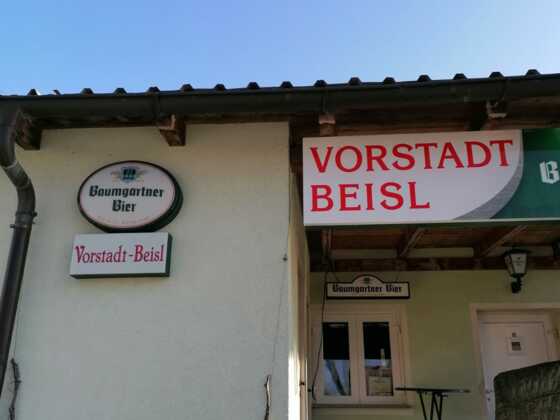 Baumgartner
Bier
Vorstadt-Beisl
VORSTADT
BEISL
B
Baumgartner Bier